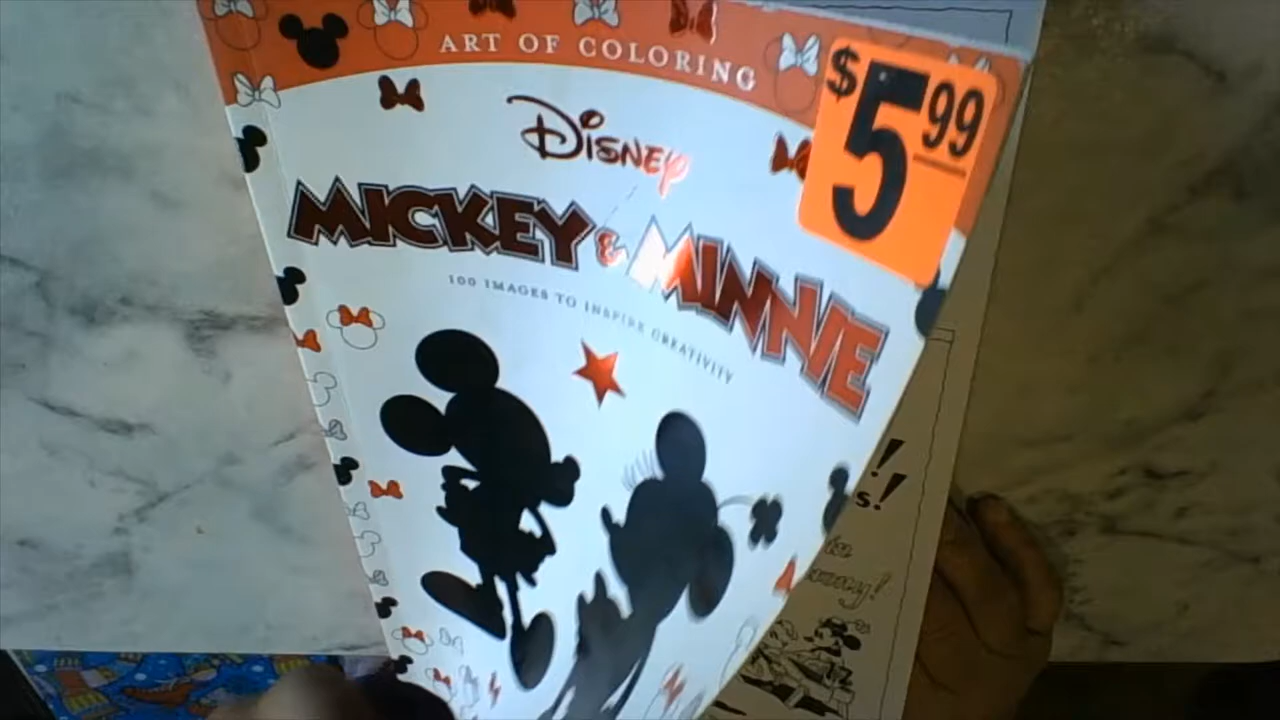 ART OF COLORING
$5.99
DISNEY
MICKEY & MINNIE
100 IMAGES TO INSPIRE CREATIVITY
!
s!